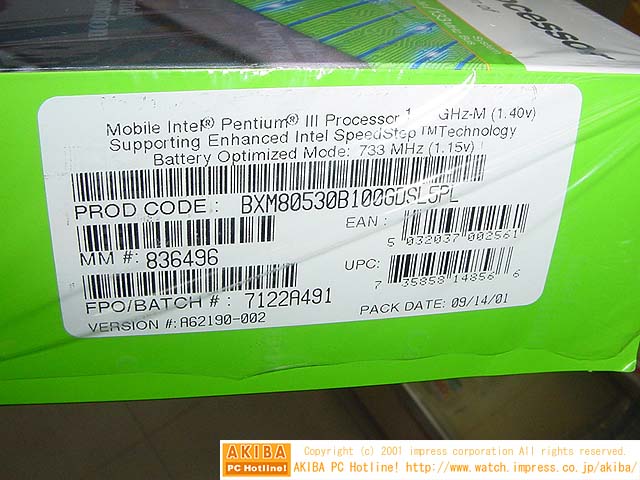 ocessor
System
Mobile Intel® Pentium® III Processor GHz-M (1.40v)
Supporting Enhanced Intel SpeedStep ™Technology
Battery Optimized Mode: 733 MHz (1.15v)
PROD CODE : BXM80530B100GDSL5PL
EAN :
5 032037 002561
MM #: 836496
UPC:
7 35858 14856 6
FPO/BATCH # : 7122A491
PACK DATE: 09/14/01
VERSION #: A62190-002
AKIBA
PC Hotline!
Copyright (c) 2001 impress corporation All rights reserved.
AKIBA PC Hotline! http://www.watch.impress.co.jp/akiba/